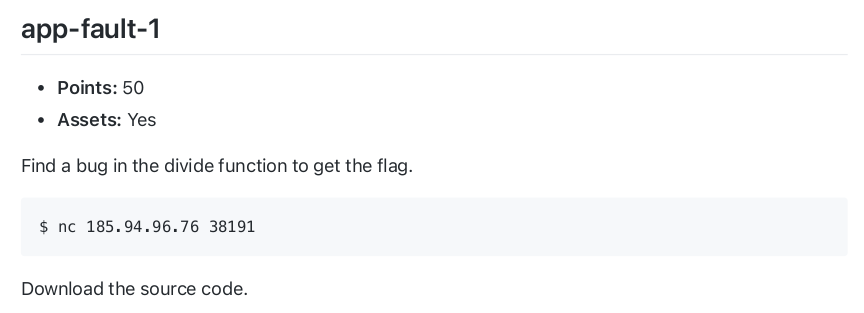 app-fault-1
• Points: 50
• Assets: Yes
Find a bug in the divide function to get the flag.
$ nc 185.94.96.76 38191
Download the source code.